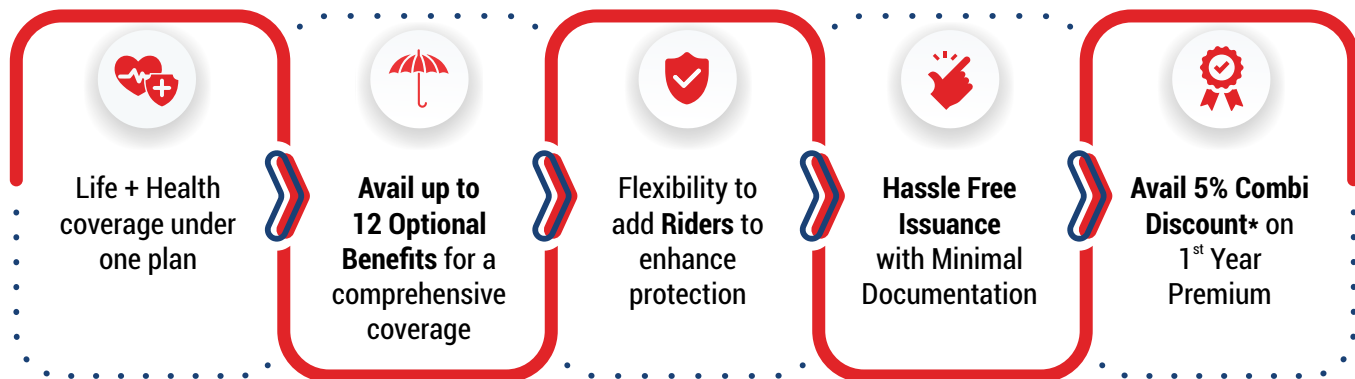 Life + Health
coverage under
one plan
Avail up to
12 Optional
Benefits for a
comprehensive
coverage
Flexibility to
add Riders to
enhance
protection
Hassle Free
Issuance
with Minimal
Documentation
Avail 5% Combi
Discount* on
1st Year
Premium